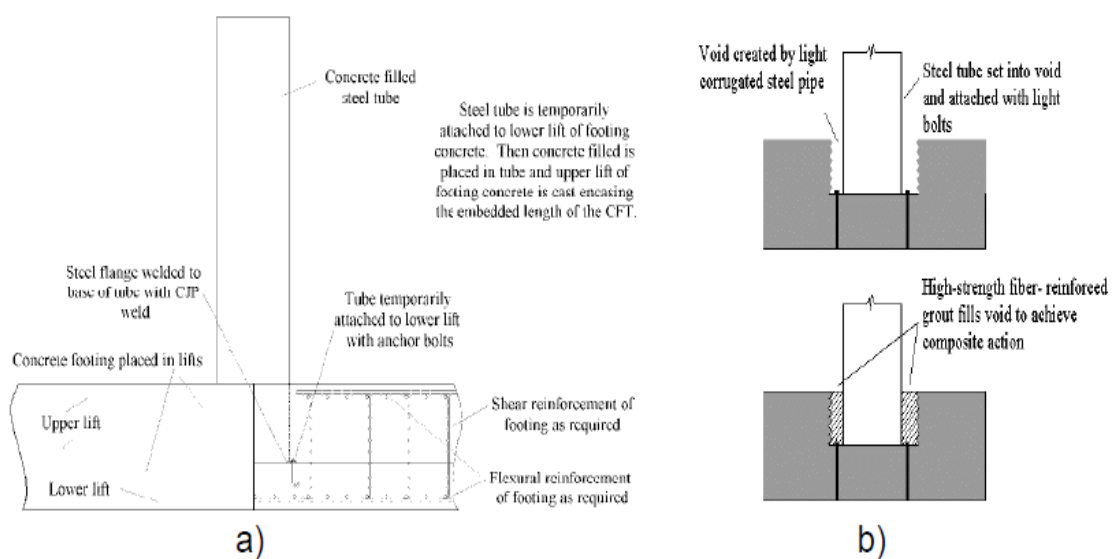 Concrete filled
steel tube
Steel tube is temporarily
attached to lower lift of footing
concrete. Then concrete filled is
placed in tube and upper lift of
footing concrete is cast encasing
the embedded length of the CFT.
Steel flange welded to
base of tube with CJP
weld
Tube temporarily
attached to lower lift
with anchor bolts
Concrete footing placed in lifts
Upper lift
Lower lift
Shear reinforcement of
footing as required
Flexural reinforcement
of footing as required
a)
Void created by light
corrugated steel pipe
Steel tube set into void
and attached with light
bolts
High-strength fiber- reinforced
grout fills void to achieve
composite action
b)